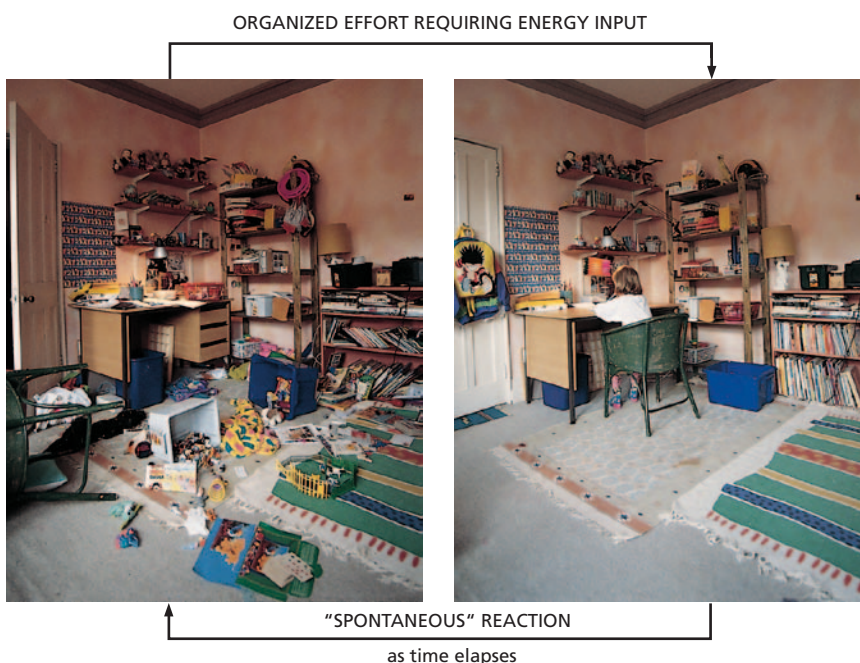 ORGANIZED EFFORT REQUIRING ENERGY INPUT
“SPONTANEOUS“ REACTION
as time elapses